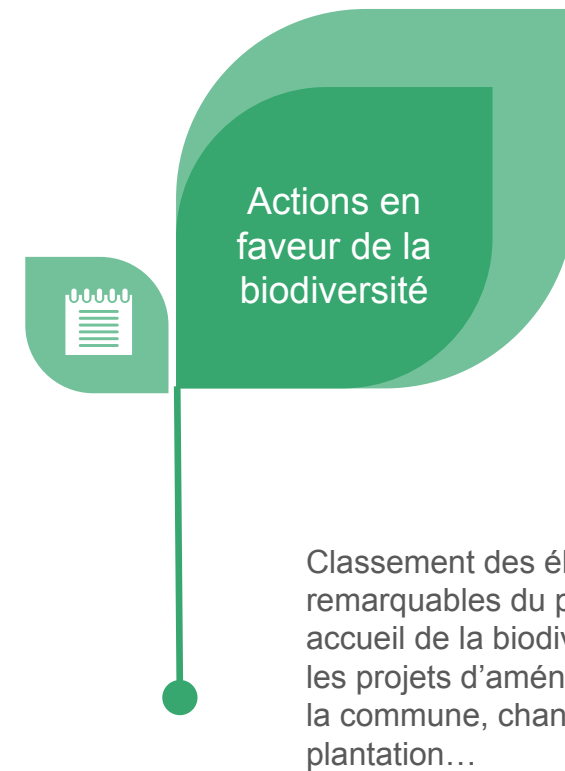 Actions en
faveur de la
biodiversité
Classement des
remarquables du
accueil de la
les projets
la commune,
plantation…